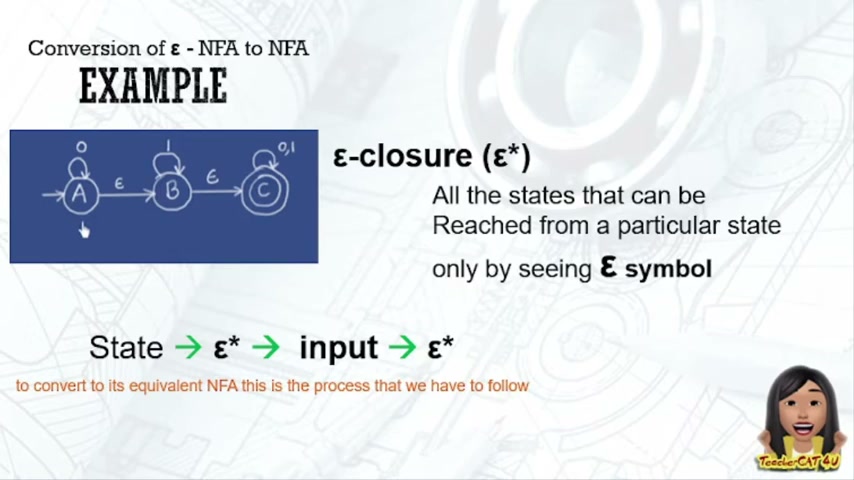 Conversion of ε - NFA to NFA
EXAMPLE
0
1
0,1
A
ε
B
ε
C
ε-closure (ε*)
All the states that can be
Reached from a particular state
only by seeing ε symbol
State → ε* → input → ε*
to convert to its equivalent NFA this is the process that we have to follow
TeecherCAT4U